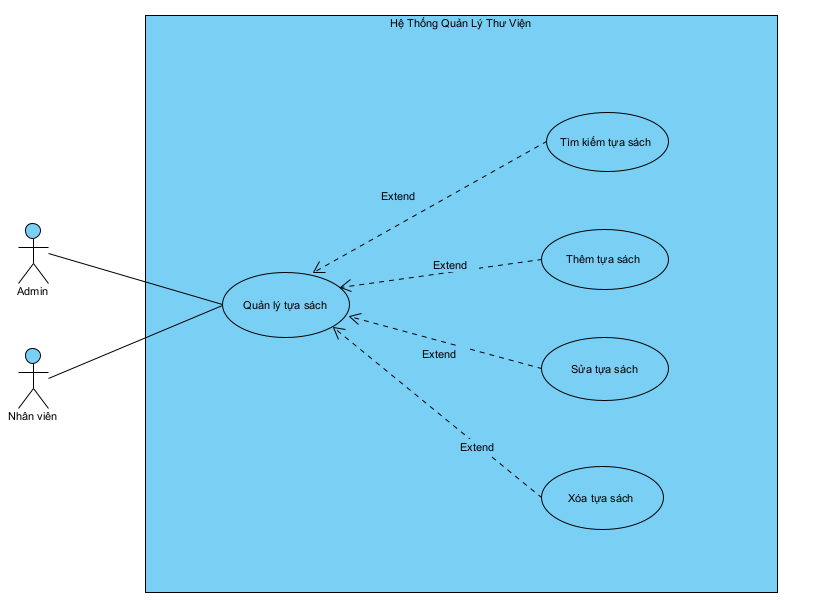 Hệ Thống Quản Lý Thư Viện
Tìm kiếm tựa sách
Extend
Extend
Thêm tựa sách
Admin
Quản lý tựa sách
Extend
Sửa tựa sách
Nhân viên
Extend
Xóa tựa sách